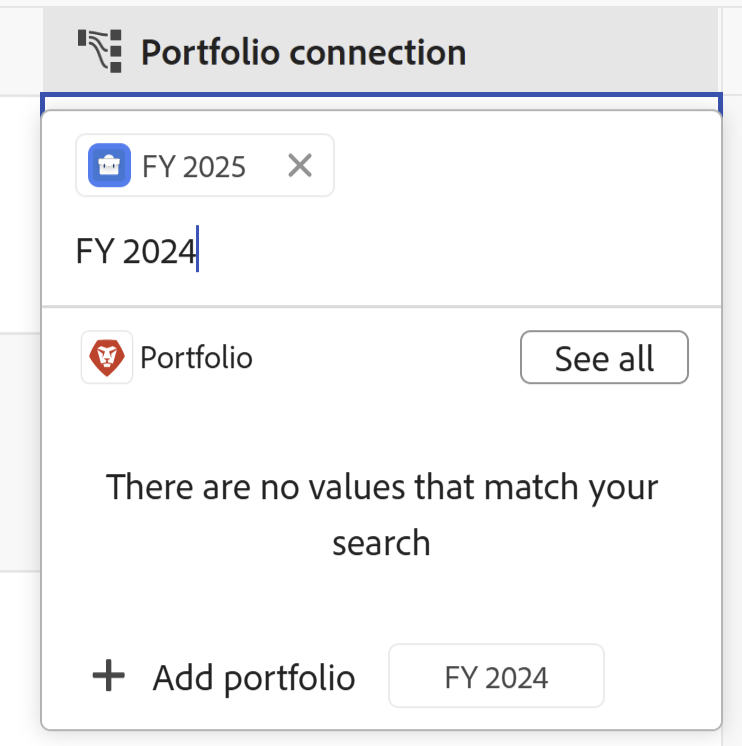 Portfolio connection
FY 2025
FY 2024
Portfolio
See all
There are no values that match your
search
Add portfolio
FY 2024